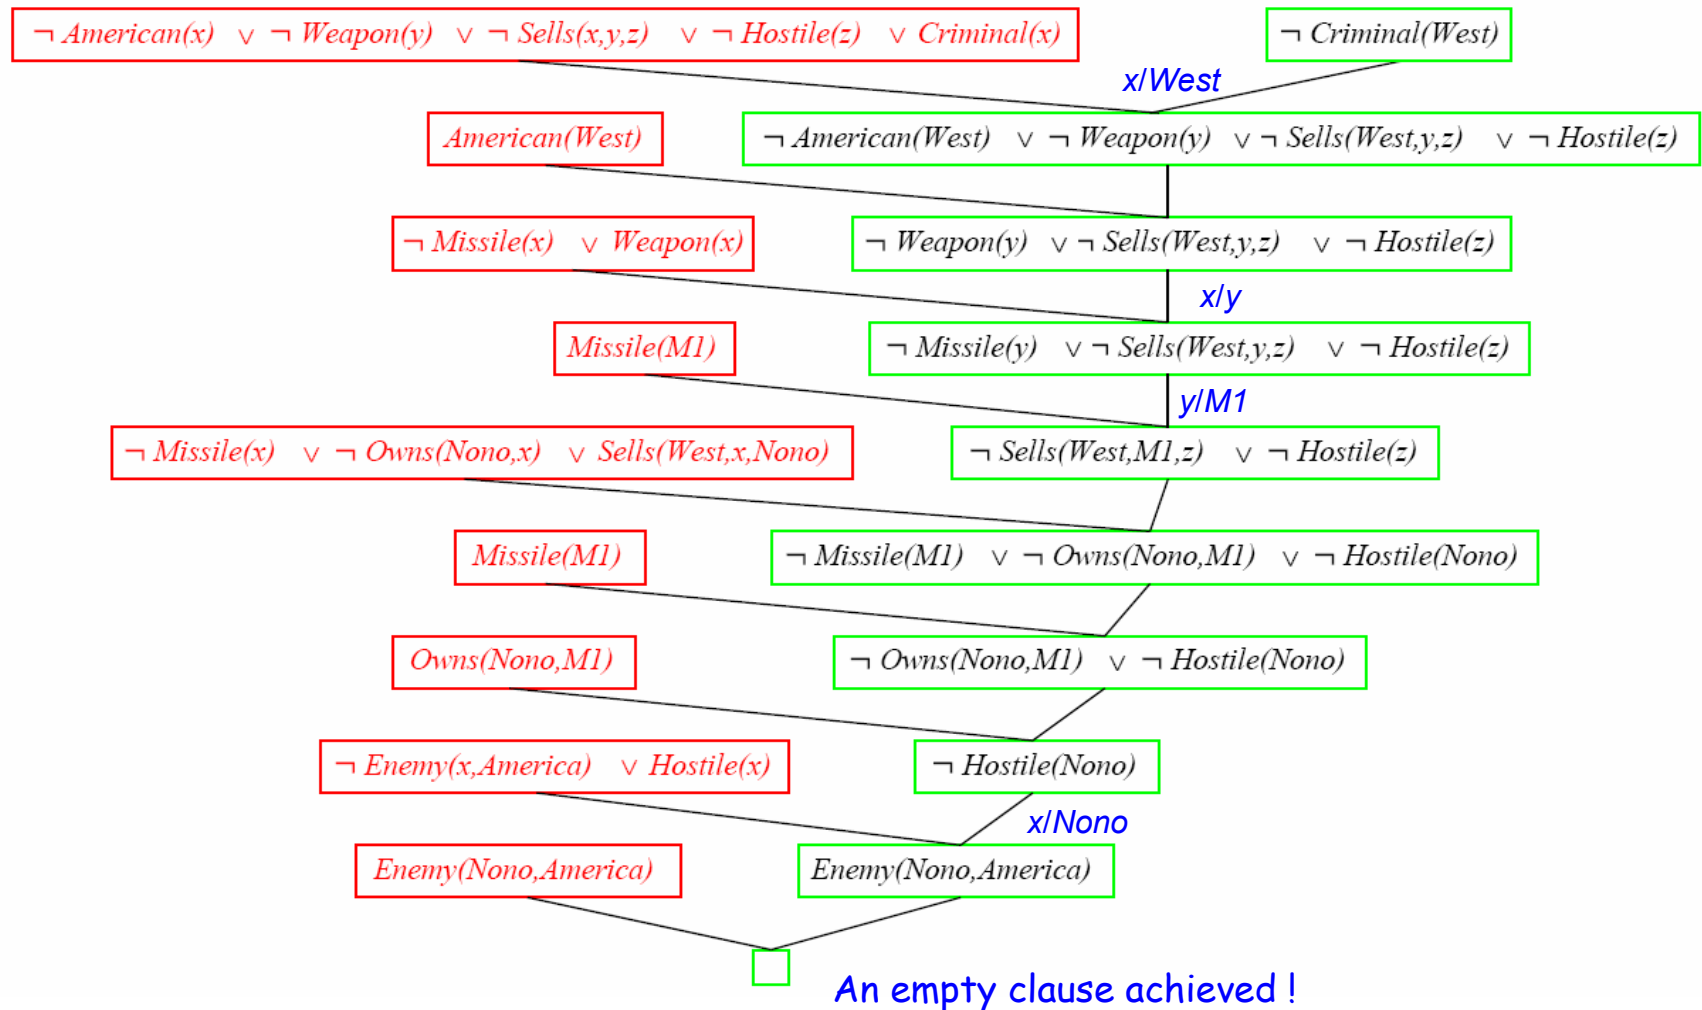 ¬ American(x) ∨ ¬ Weapon(y) ∨ ¬ Sells(x,y,z) ∨ ¬ Hostile(z) ∨ Criminal(x)
¬ Criminal(West)
x/West
American(West)
¬ American(West) ∨ ¬ Weapon(y) ∨ ¬ Sells(West,y,z) ∨ ¬ Hostile(z)
¬ Missile(x) ∨ Weapon(x)
¬ Weapon(y) ∨ ¬ Sells(West,y,z) ∨ ¬ Hostile(z)
x/y
Missile(M1)
¬ Missile(y) ∨ ¬ Sells(West,y,z) ∨ ¬ Hostile(z)
y/M1
¬ Missile(x) ∨ ¬ Owns(Nono,x) ∨ Sells(West,x,Nono)
¬ Sells(West,M1,z) ∨ ¬ Hostile(z)
Missile(M1)
¬ Missile(M1) ∨ ¬ Owns(Nono,M1) ∨ ¬ Hostile(Nono)
Owns(Nono,M1)
¬ Owns(Nono,M1) ∨ ¬ Hostile(Nono)
¬ Enemy(x,America) ∨ Hostile(x)
¬ Hostile(Nono)
x/Nono
Enemy(Nono,America)
Enemy(Nono,America)
An empty clause achieved !